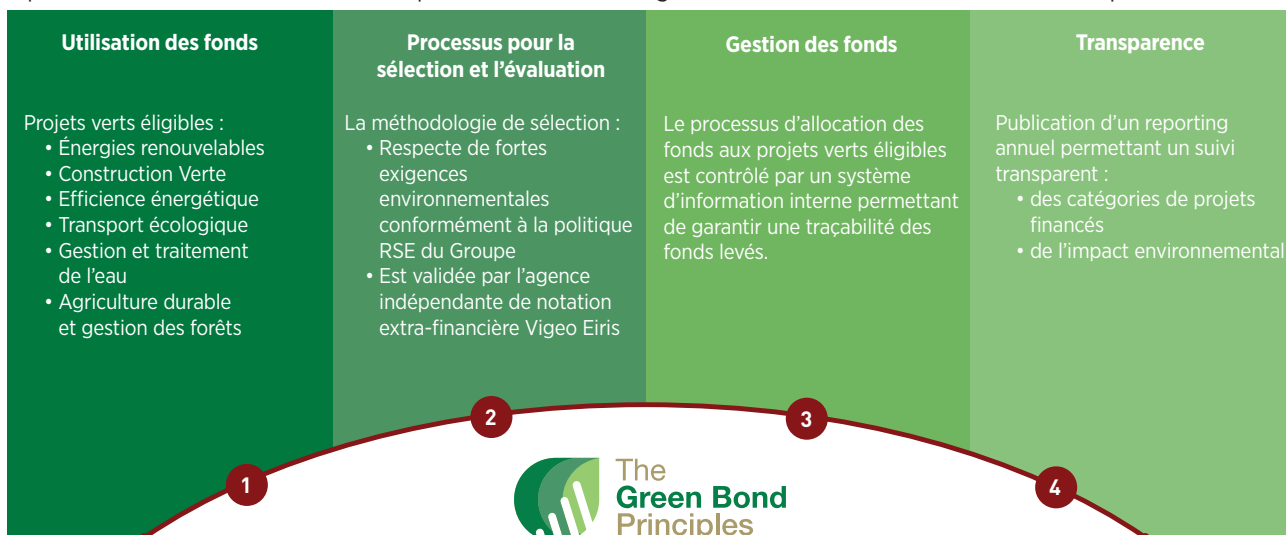 Utilisation des fonds
Projets verts éligibles :
• Énergies renouvelables
• Construction Verte
• Efficience énergétique
• Transport écologique
• Gestion et traitement
de l’eau
• Agriculture durable
et gestion des forêts
1
Processus pour la
sélection et l’évaluation
La méthodologie de sélection :
• Respecte de fortes
exigences
environnementales
conformément à la politique
RSE du Groupe
• Est validée par l’agence
indépendante de notation
extra-financière Vigeo Eiris
2
Gestion des fonds
Le processus d’allocation des
fonds aux projets verts éligibles
est contrôlé par un système
d’information interne permettant
de garantir une traçabilité des
fonds levés.
3
Transparence
Publication d’un reporting
annuel permettant un suivi
transparent :
• des catégories de projets
financés
• de l’impact environnemental
4
The
Green Bond
Principles